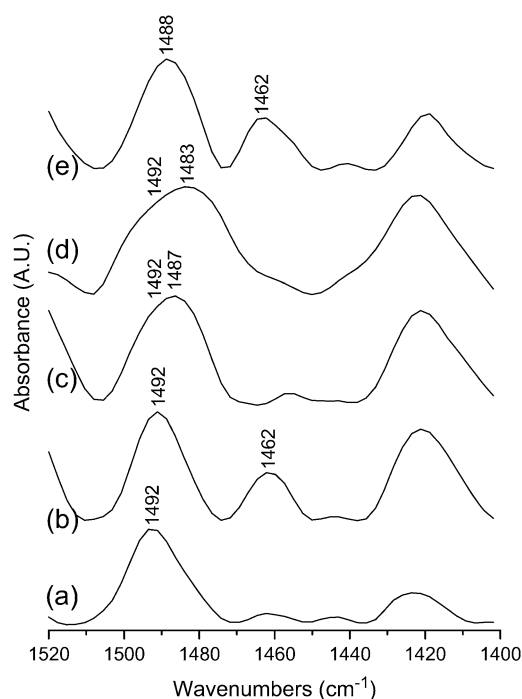 1488
1462
(e)
1492
1483
(d)
1492
1487
(c)
1492
1462
(b)
1492
(a)
Absorbance (A.U.)
1520 1500 1480 1460 1440 1420 1400
Wavenumbers (cm⁻¹)